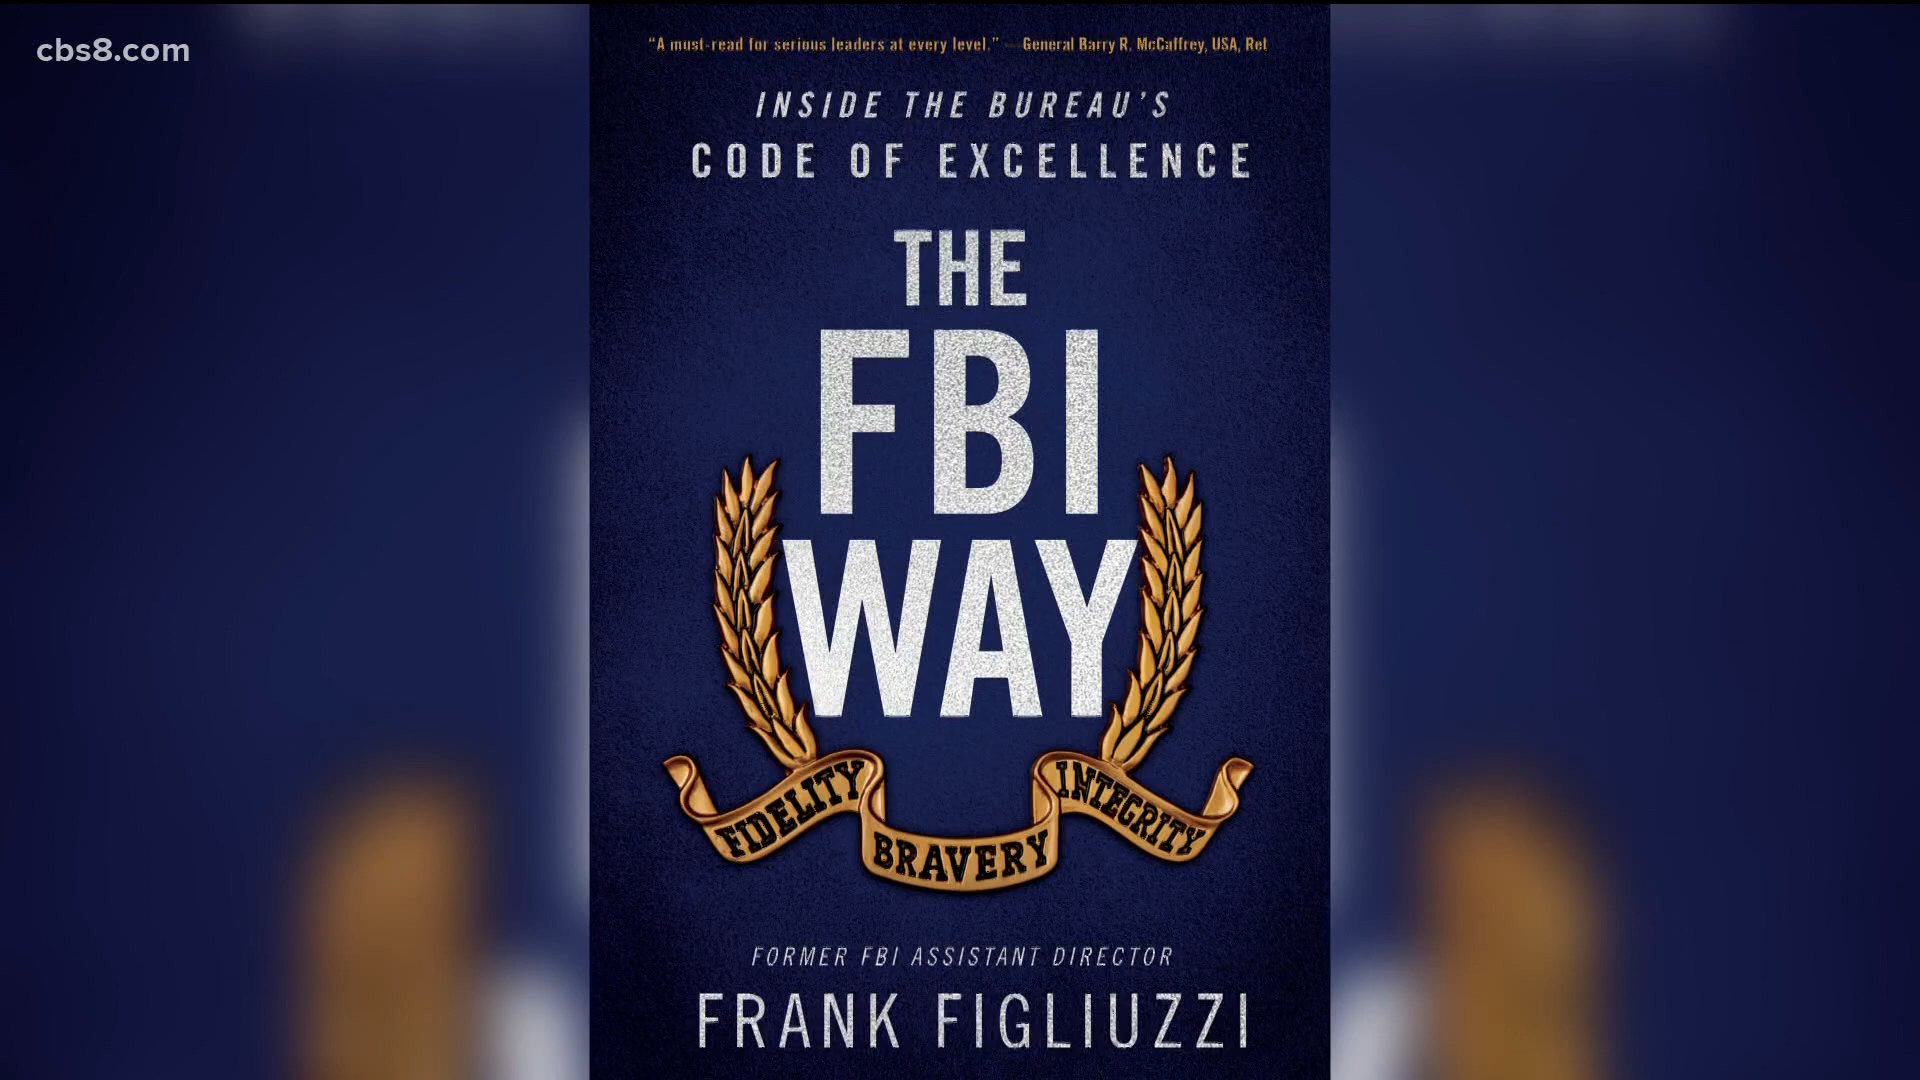 cbs8.com
“A must-read for serious leaders at every level.” —General Barry R. McCaffrey, USA, Ret
INSIDE THE BUREAU'S
CODE OF EXCELLENCE
THE
FBI
WAY
FIDELITY
BRAVERY
INTEGRITY
FORMER FBI ASSISTANT DIRECTOR
FRANK FIGLIUZZI